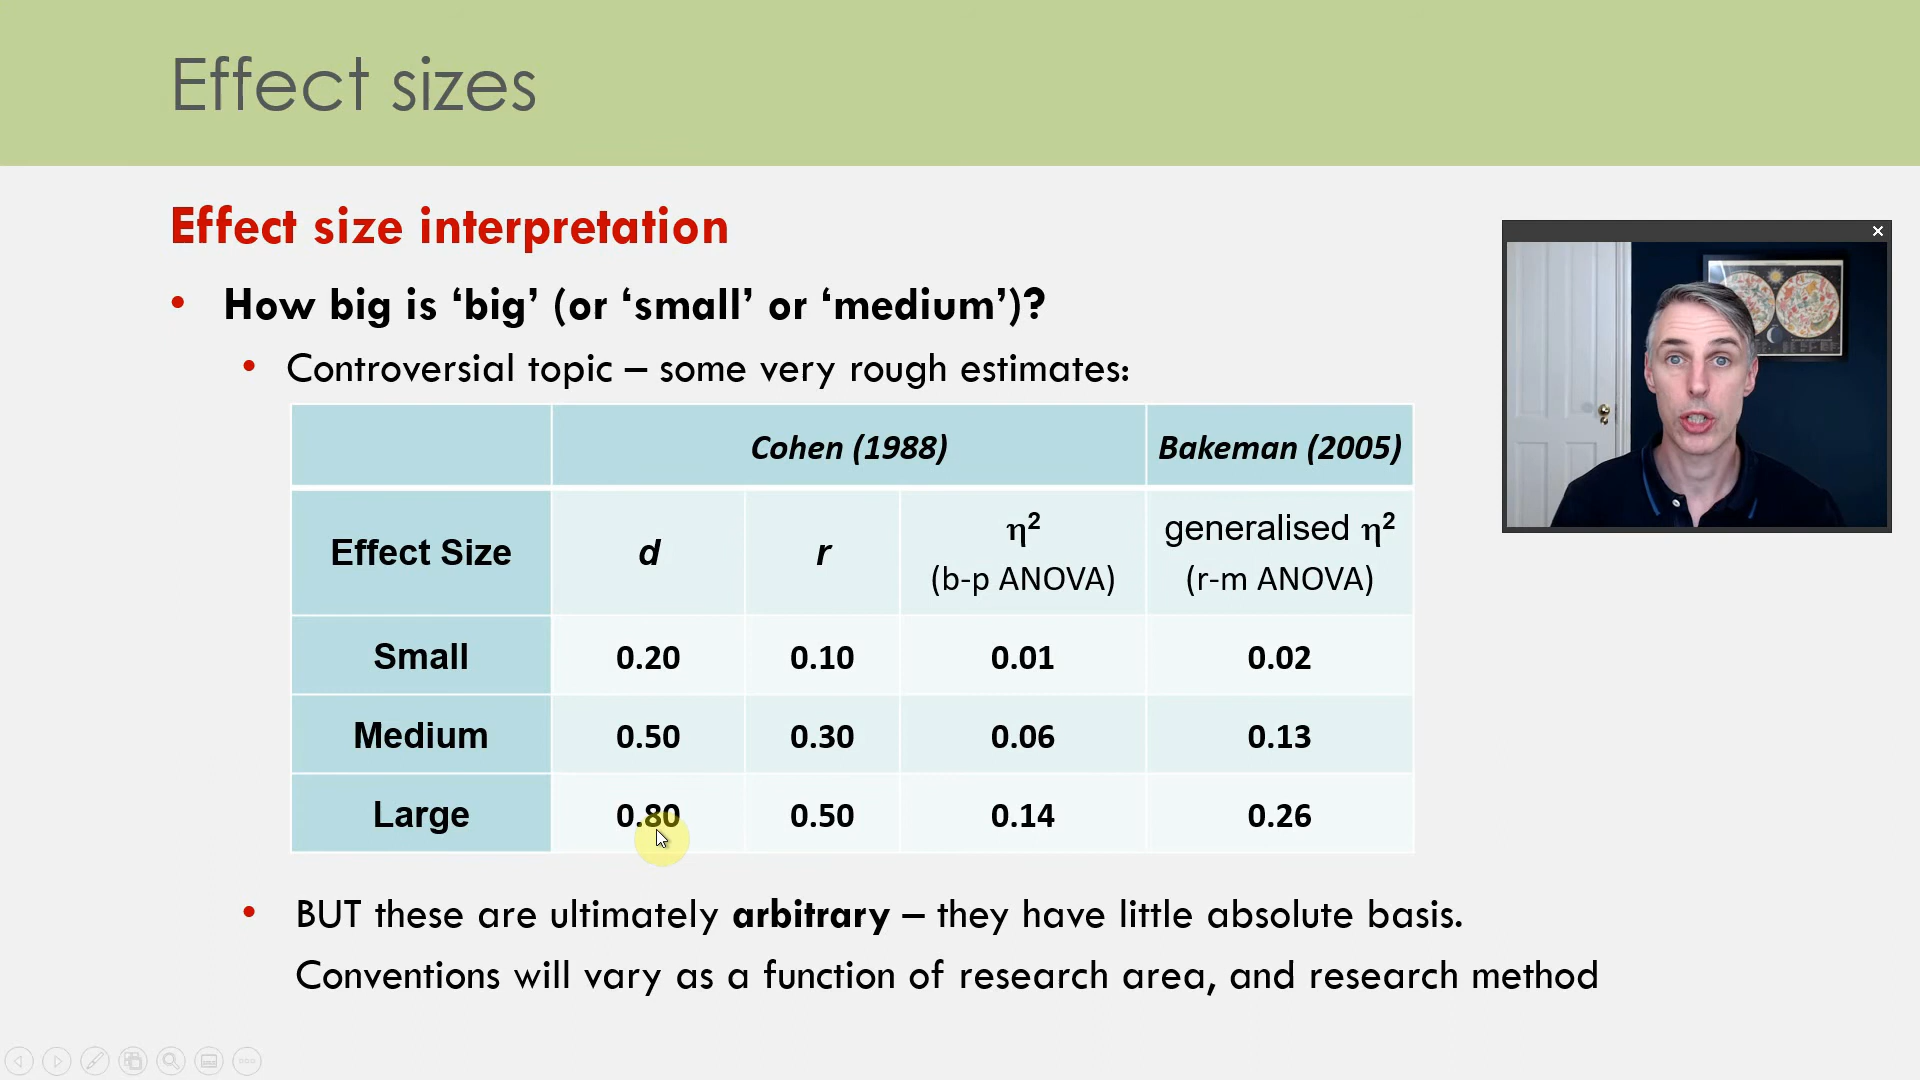 Effect sizes
Effect size interpretation
• How big is ‘big’ (or ‘small’ or ‘medium’)?
• Controversial topic – some very rough estimates:
Cohen (1988) Bakeman (2005)
Effect Size d r η² (b-p ANOVA) generalised η² (r-m ANOVA)
Small 0.20 0.10 0.01 0.02
Medium 0.50 0.30 0.06 0.13
Large 0.80 0.50 0.14 0.26
• BUT these are ultimately arbitrary – they have little absolute basis.
Conventions will vary as a function of research area, and research method